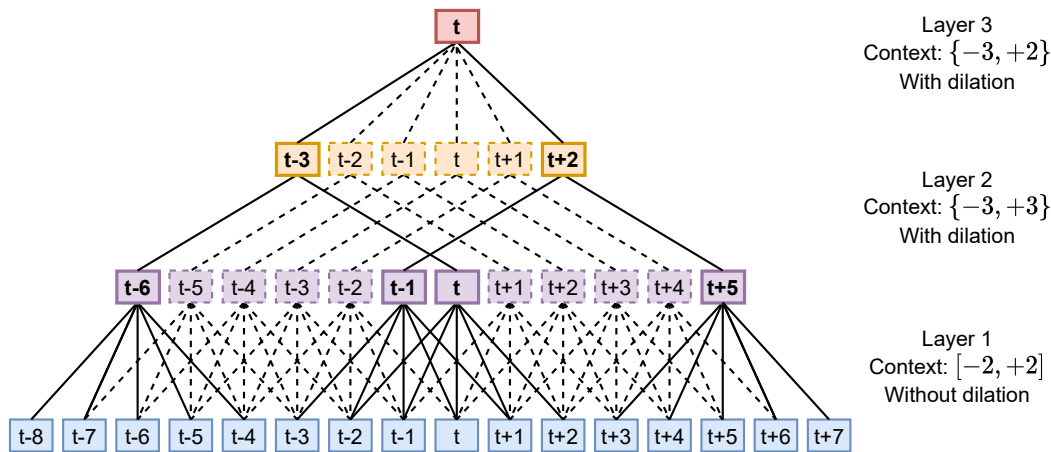 t
Layer 3
Context: {−3, +2}
With dilation
t-3 t-2 t-1 t t+1 t+2
Layer 2
Context: {−3, +3}
With dilation
t-6 t-5 t-4 t-3 t-2 t-1 t t+1 t+2 t+3 t+4 t+5
Layer 1
Context: [−2, +2]
Without dilation
t-8 t-7 t-6 t-5 t-4 t-3 t-2 t-1 t t+1 t+2 t+3 t+4 t+5 t+6 t+7